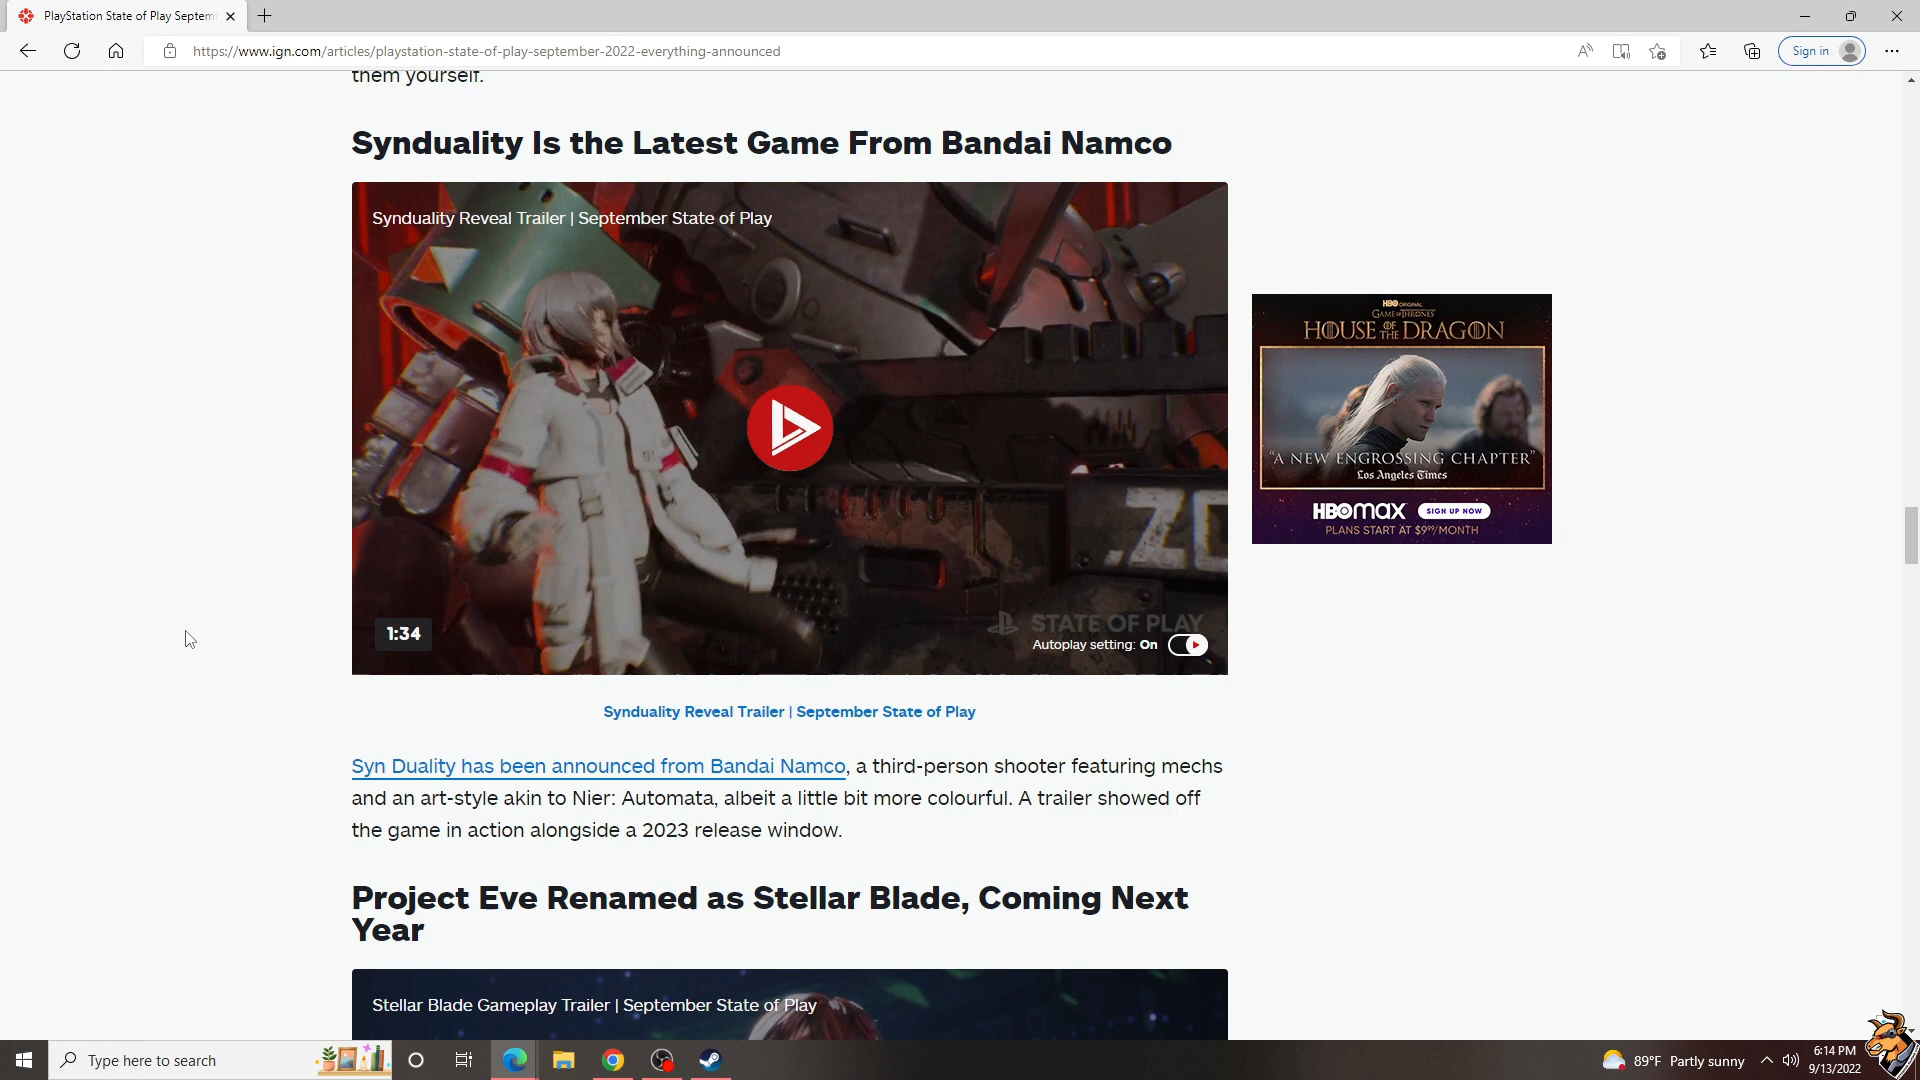 PlayStation State of Play Septem
https://www.ign.com/articles/playstation-state-of-play-september-2022-everything-announced
Sign in
them yourself.
Synduality Is the Latest Game From Bandai Namco
Synduality Reveal Trailer | September State of Play
1:34
STATE OF PLAY
Autoplay setting: On
HBO ORIGINAL
GAME OF THRONES
HOUSE OF THE DRAGON
"A NEW ENGROSSING CHAPTER"
Los Angeles Times
HBOMAX SIGN UP NOW
PLANS START AT $9.99/MONTH
Synduality Reveal Trailer | September State of Play
Syn Duality has been announced from Bandai Namco, a third-person shooter featuring mechs
and an art-style akin to Nier: Automata, albeit a little bit more colourful. A trailer showed off
the game in action alongside a 2023 release window.
Project Eve Renamed as Stellar Blade, Coming Next
Year
Stellar Blade Gameplay Trailer | September State of Play
Type here to search
89°F Partly sunny
6:14 PM
9/13/2022